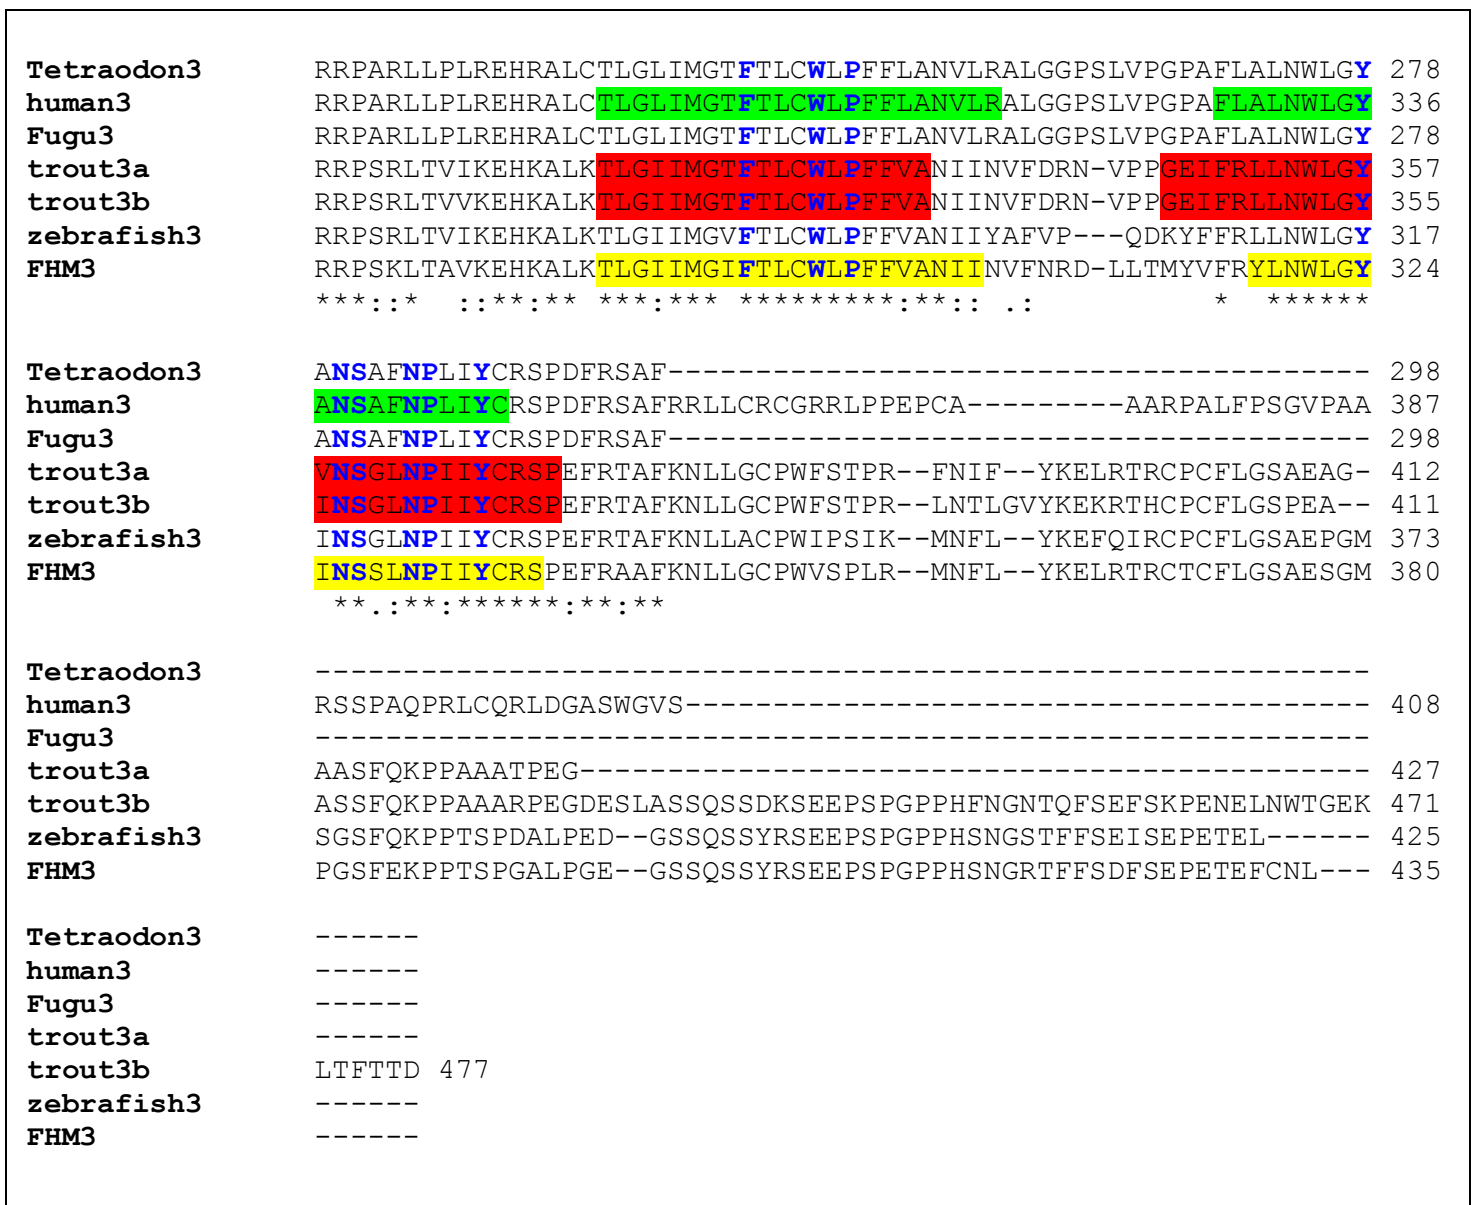 Tetraodon3 RRPARLLPLREHRALCTLGLIMGTFTLCWLPFFLANVLRALGGPSLVPGPAFLALNWLGY 278
human3 RRPARLLPLREHRALCTLGLIMGTFTLCWLPFFLANVLRALGGPSLVPGPAFLALNWLGY 336
Fugu3 RRPARLLPLREHRALCTLGLIMGTFTLCWLPFFLANVLRALGGPSLVPGPAFLALNWLGY 278
trout3a RRPSRLTVIKEHKALKTLGIIMGTFTLCWLPFFVANIINVFDRN-VPPGEIFRLLNWLGY 357
trout3b RRPSRLTVVKEHKALKTLGIIMGTFTLCWLPFFVANIINVFDRN-VPPGEIFRLLNWLGY 355
zebrafish3 RRPSRLTVIKEHKALKTLGIIMGVFTLCWLPFFVANIIYAFVP---QDKYFFRLLNWLGY 317
FHM3 RRPSKLTAVKEHKALKTLGIIMGIFTLCWLPFFVANIINVFNRD-LLTMYVFRYLNWLGY 324
***::*  ::**:** ***:*** *********:**:: .:         *  ******
Tetraodon3 ANSAFNPLIYCRSPDFRSAF---------------------------------------- 298
human3 ANSAFNPLIYCRSPDFRSAFRRLLCRCGRRLPPEPCA---------AARPALFPSGVPAA 387
Fugu3 ANSAFNPLIYCRSPDFRSAF---------------------------------------- 298
trout3a VNSGLNPIIYCRSPEFRTAFKNLLGCPWFSTPR--FNIF--YKELRTRCPCFLGSAEAG- 412
trout3b INSGLNPIIYCRSPEFRTAFKNLLGCPWFSTPR--LNTLGVYKEKRTHCPCFLGSPEA-- 411
zebrafish3 INSGLNPIIYCRSPEFRTAFKNLLACPWIPSIK--MNFL--YKEFQIRCPCFLGSAEPGM 373
FHM3 INSSLNPIIYCRSPEFRAAFKNLLGCPWVSPLR--MNFL--YKELRTRCTCFLGSAESGM 380
**.:**:******:**:**
Tetraodon3 ------------------------------------------------------------
human3 RSSPAQPRLCQRLDGASWGVS--------------------------------------- 408
Fugu3 ------------------------------------------------------------
trout3a AASFQKPPAAATPEG--------------------------------------------- 427
trout3b ASSFQKPPAAARPEGDESLASSQSSDKSEEPSPGPPHFNGNTQFSEFSKPENELNWTGEK 471
zebrafish3 SGSFQKPPTSPDALPED--GSSQSSYRSEEPSPGPPHSNGSTFFSEISEPETEL------ 425
FHM3 PGSFEKPPTSPGALPGE--GSSQSSYRSEEPSPGPPHSNGRTFFSDFSEPETEFCNL--- 435
Tetraodon3 ------
human3 ------
Fugu3 ------
trout3a ------
trout3b LTFTTD 477
zebrafish3 ------
FHM3 ------